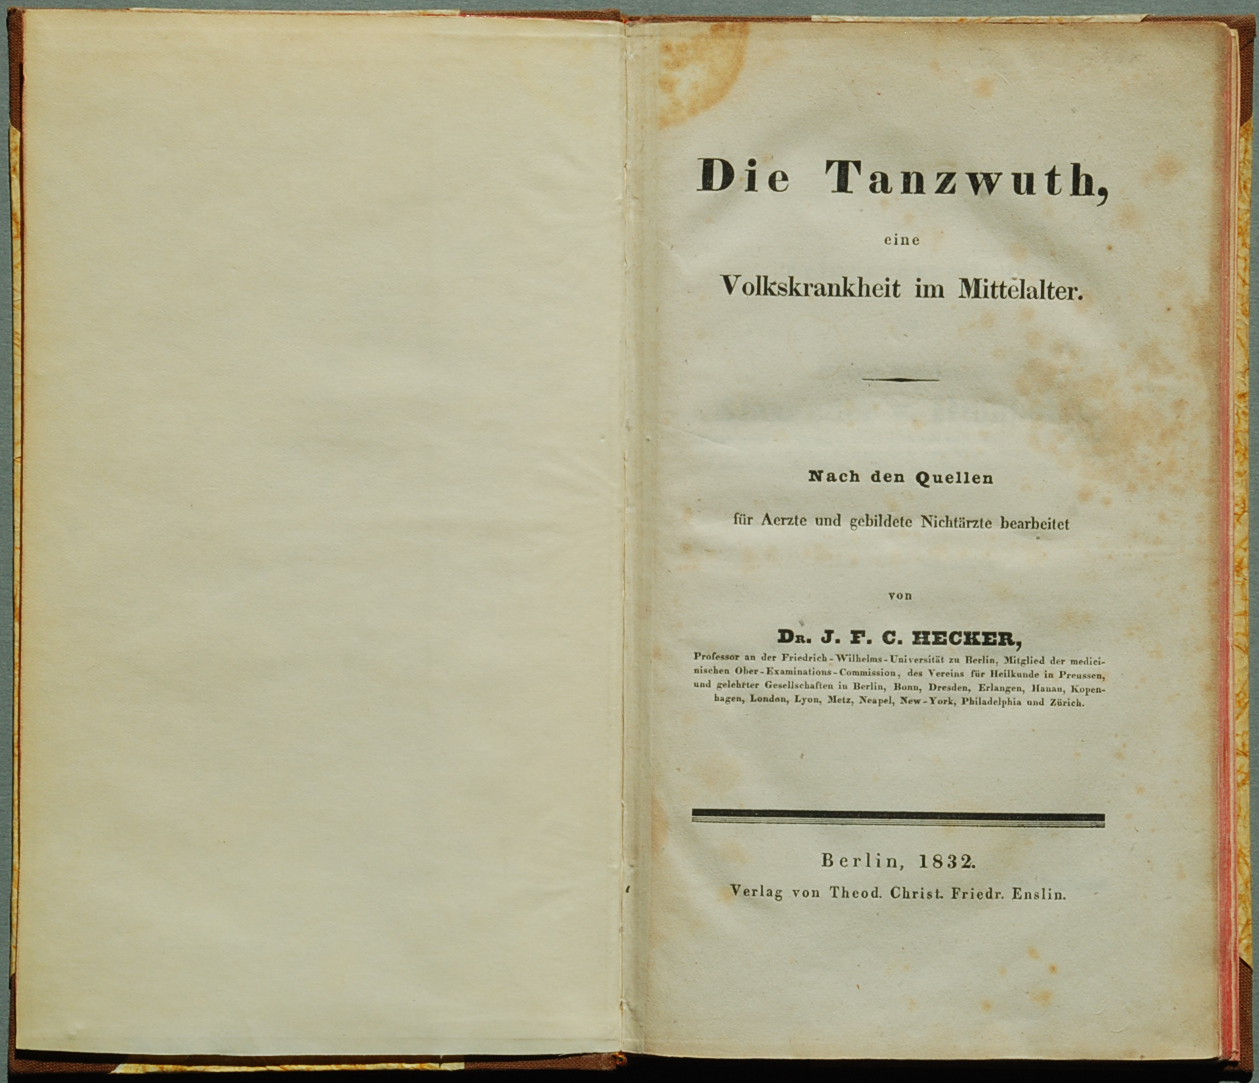 Die Tanzwuth,
eine
Volkskrankheit im Mittelalter.
Nach den Quellen
für Aerzte und gebildete Nichtärzte bearbeitet
von
DR. J. F. C. HECKER,
Professor an der Friedrich-Wilhelms-Universität zu Berlin, Mitglied der medici-
nischen Ober-Examinations-Commission, des Vereins für Heilkunde in Preussen,
und gelehrter Gesellschaften in Berlin, Bonn, Dresden, Erlangen, Hanau, Kopen-
hagen, London, Lyon, Metz, Neapel, New-York, Philadelphia und Zürich.
Berlin, 1832.
Verlag von Theod. Christ. Friedr. Enslin.